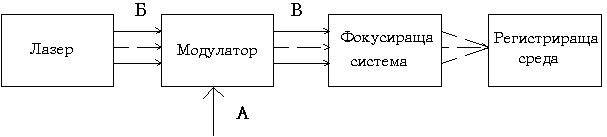 Б
В
Лазер
Модулатор
Фокусираща
система
Регистрираща
среда
А